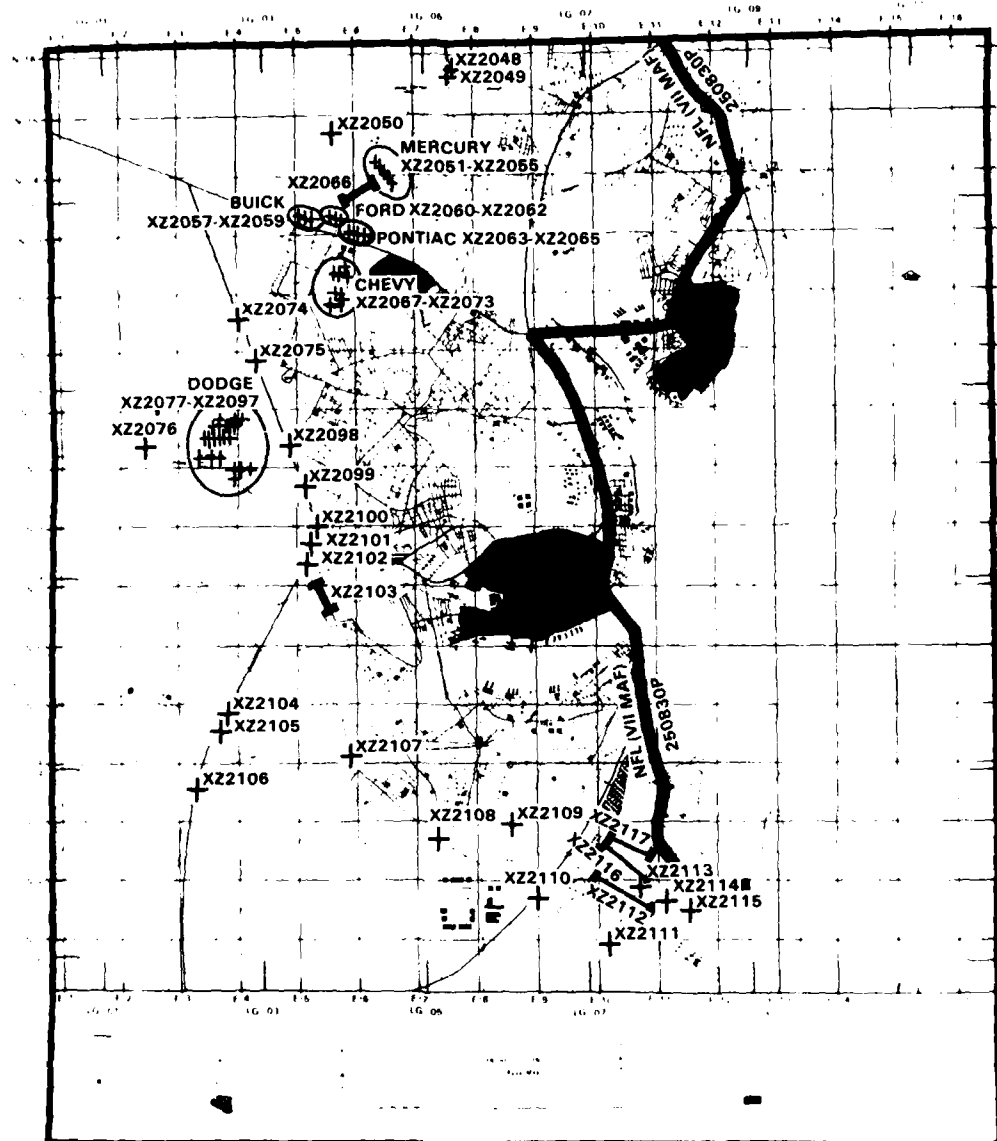 XZ2048
XZ2049
NFL (VII MAF)
250830P
XZ2050
MERCURY
XZ2051-XZ2056
XZ2066
BUICK
XZ2057-XZ2059
FORD XZ2060-XZ2062
PONTIAC XZ2063-XZ2065
CHEVY
XZ2067-XZ2073
XZ2074
XZ2075
DODGE
XZ2077-XZ2097
XZ2076
XZ2098
XZ2099
XZ2100
XZ2101
XZ2102
XZ2103
NFL (VII MAF)
250830P
XZ2104
XZ2105
XZ2107
XZ2106
XZ2108
XZ2109
XZ2117
XZ2116
XZ2113
XZ2110
XZ2114
XZ2112
XZ2115
XZ2111